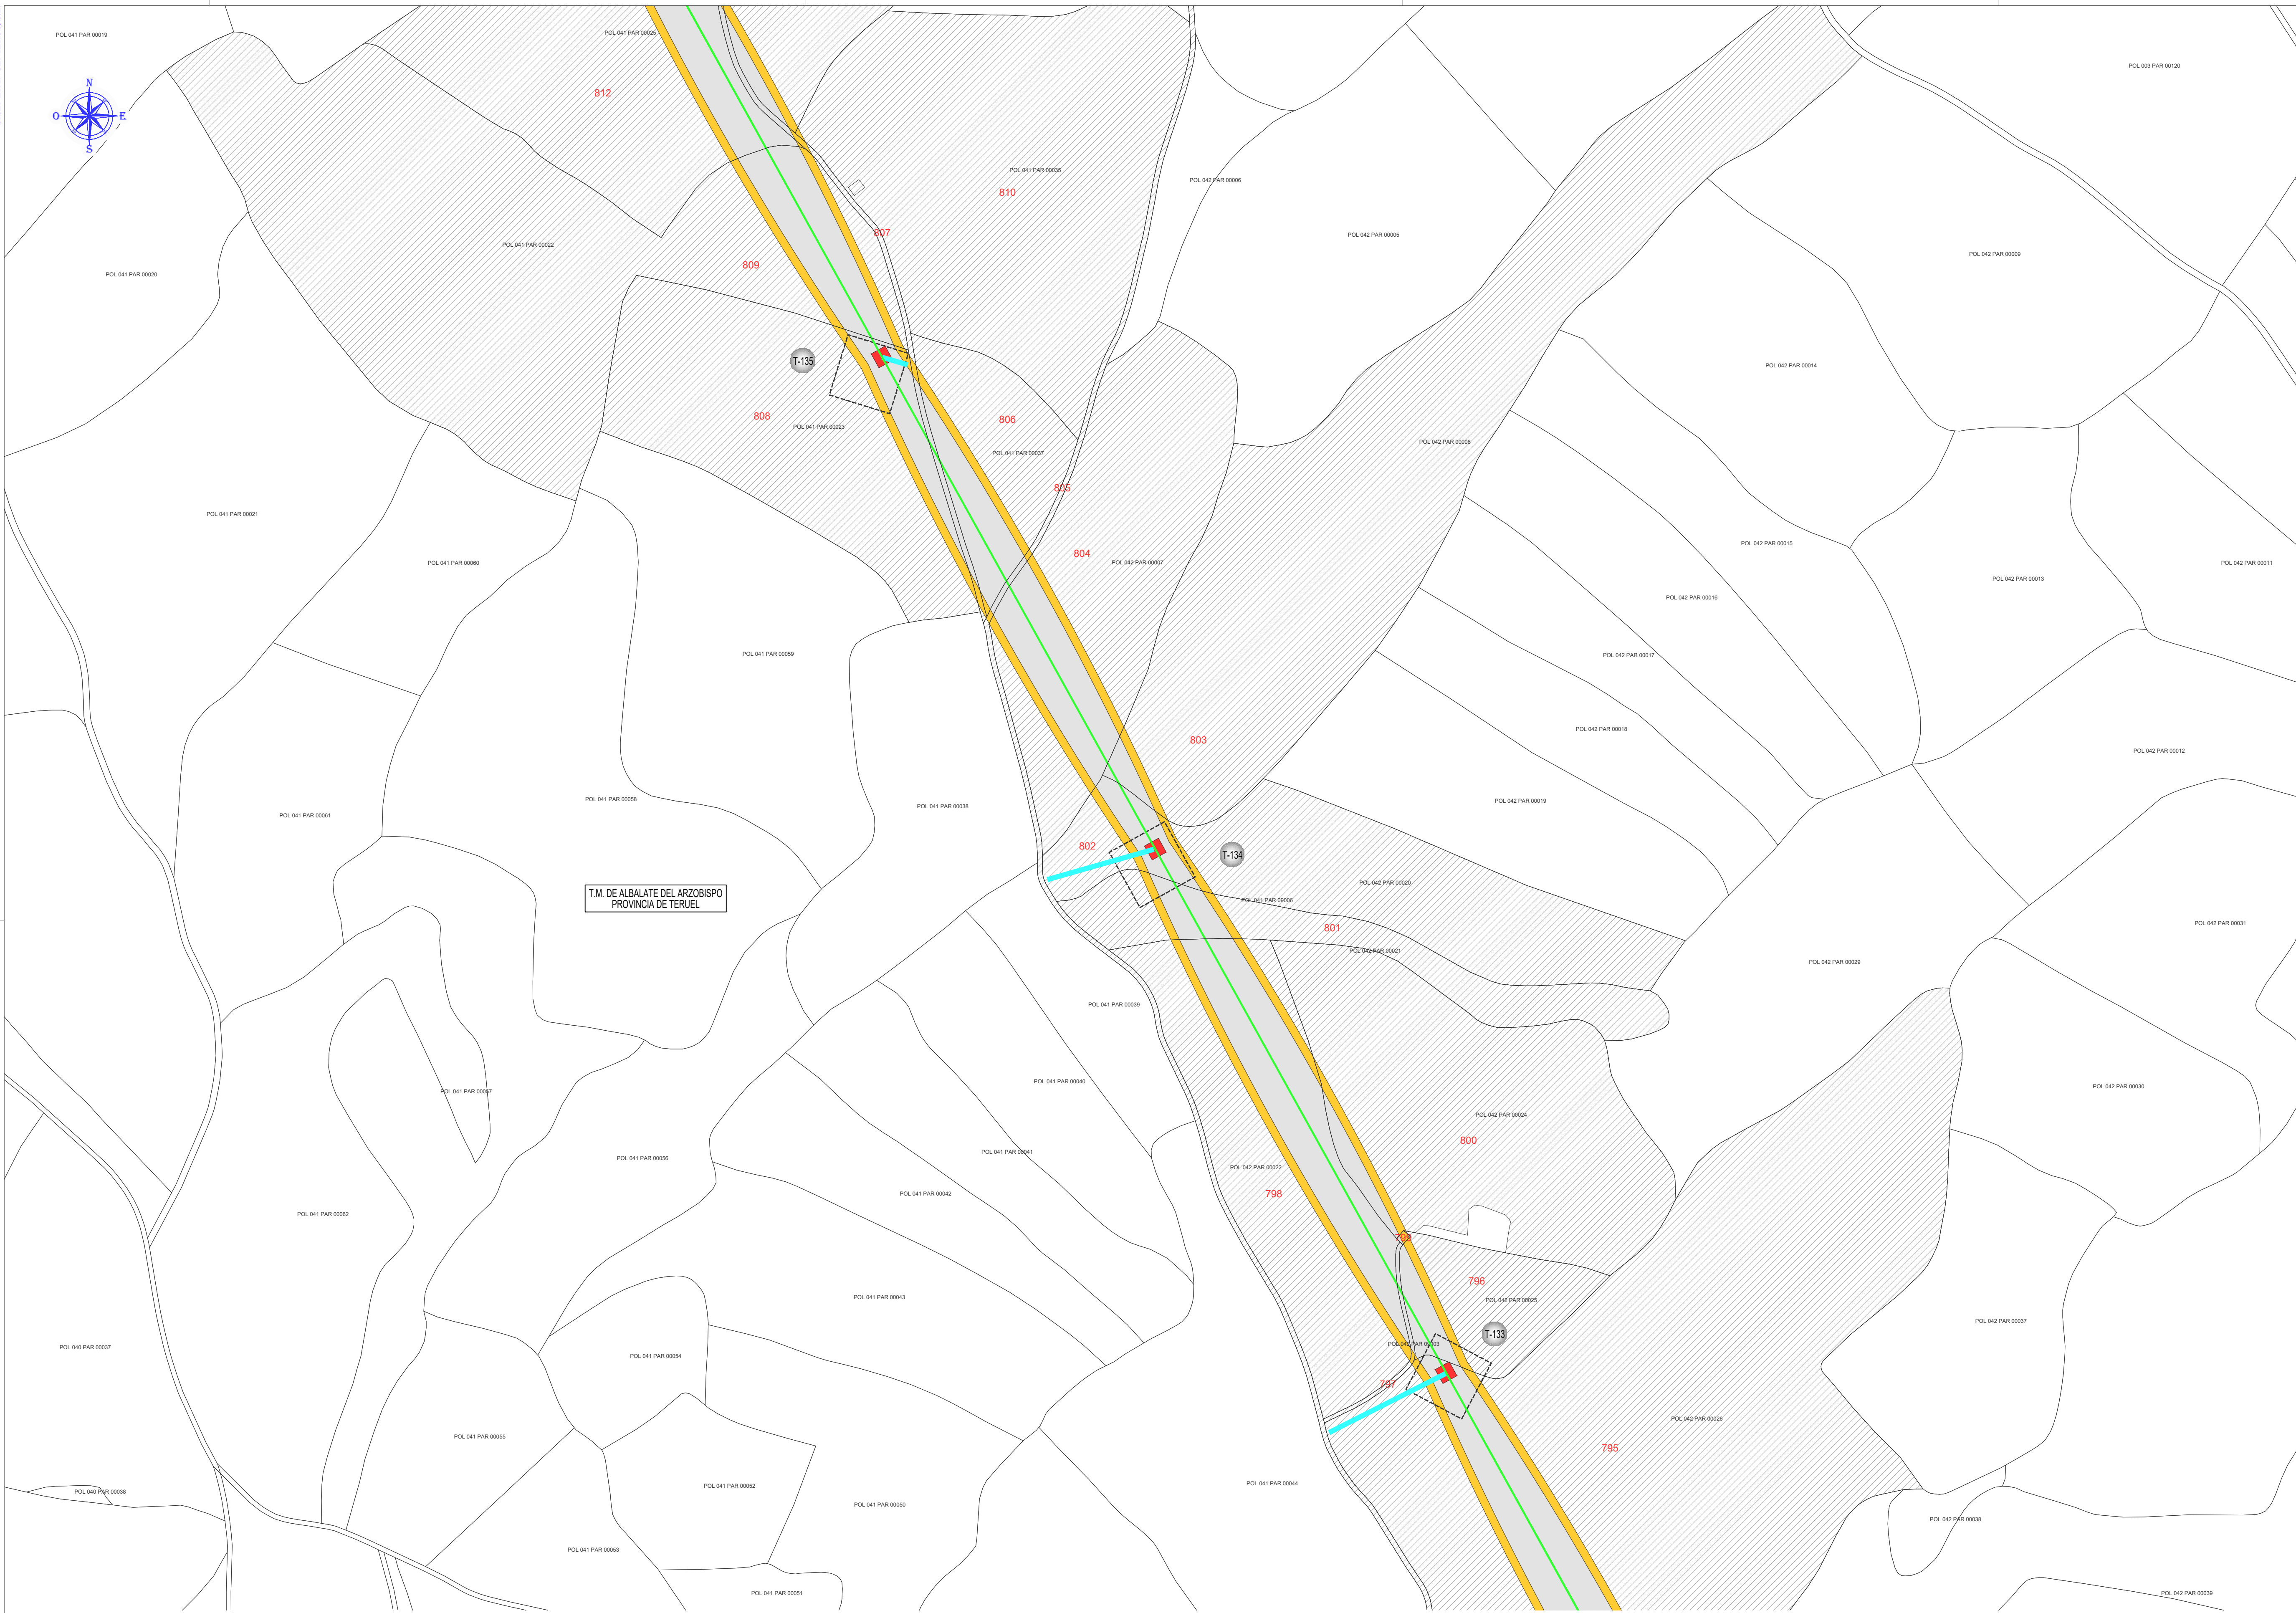 POL 041 PAR 00019
POL 041 PAR 00025
POL 003 PAR 00120
N
O
E
S
812
POL 041 PAR 00035
810
POL 042 PAR 00006
POL 042 PAR 00005
807
POL 041 PAR 00022
809
POL 042 PAR 00009
POL 041 PAR 00020
T-135
POL 042 PAR 00014
808
POL 041 PAR 00023
806
POL 041 PAR 00037
POL 042 PAR 00008
805
POL 041 PAR 00021
POL 042 PAR 00015
804
POL 042 PAR 00007
POL 041 PAR 00060
POL 042 PAR 00011
POL 042 PAR 00013
POL 042 PAR 00016
POL 041 PAR 00059
POL 042 PAR 00017
POL 042 PAR 00018
803
POL 042 PAR 00012
POL 041 PAR 00058
POL 042 PAR 00019
POL 041 PAR 00038
POL 041 PAR 00061
802
T-134
POL 042 PAR 00020
T.M. DE ALBALATE DEL ARZOBISPO
PROVINCIA DE TERUEL
POL 041 PAR 09006
801
POL 042 PAR 00031
POL 042 PAR 00021
POL 042 PAR 00029
POL 041 PAR 00039
POL 041 PAR 00040
POL 042 PAR 00030
POL 041 PAR 00057
POL 042 PAR 00024
800
POL 041 PAR 00041
POL 041 PAR 00056
POL 042 PAR 00022
798
POL 041 PAR 00042
POL 041 PAR 00062
796
POL 041 PAR 00043
POL 042 PAR 00025
POL 042 PAR 00037
T-133
POL 040 PAR 00037
POL 041 PAR 00054
797
POL 042 PAR 00026
POL 041 PAR 00055
795
POL 041 PAR 00044
POL 041 PAR 00052
POL 040 PAR 00038
POL 041 PAR 00050
POL 042 PAR 00038
POL 041 PAR 00053
POL 041 PAR 00051
POL 042 PAR 00039